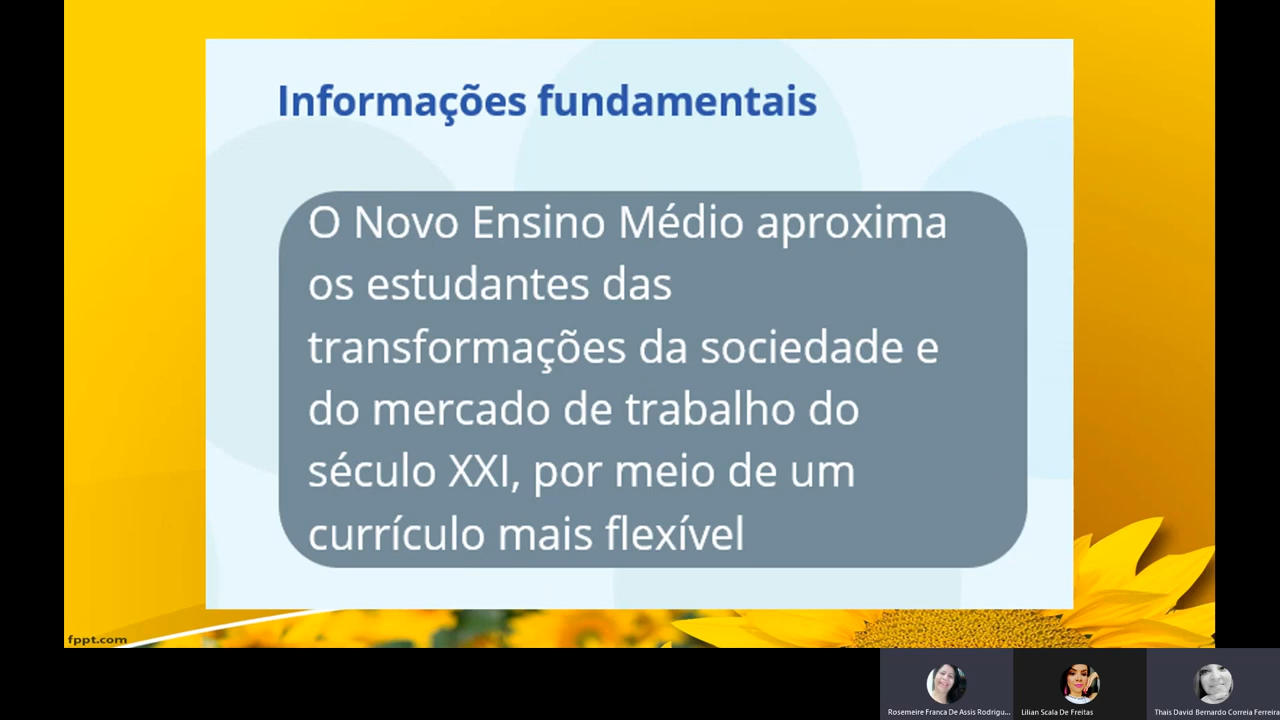 Informações fundamentais
O Novo Ensino Médio aproxima
os estudantes das
transformações da sociedade e
do mercado de trabalho do
século XXI, por meio de um
currículo mais flexível
fppt.com
Rosemeire Franca De Assis Rodrigu...
Lilian Scala De Freitas
Thais David Bernardo Correia Ferreira